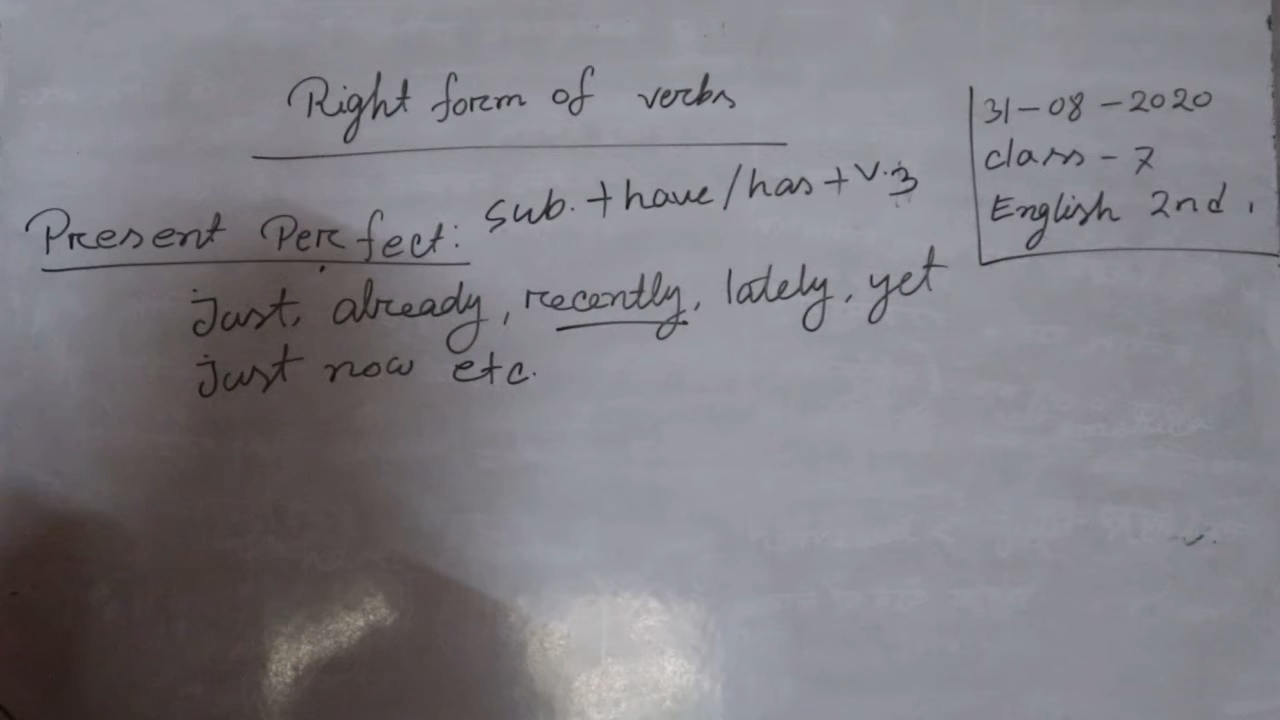 Right form of verbs
31-08-2020
class-7
English 2nd.
Present Perfect: sub. + have/has + v.3
Just, already, recently, lately, yet
Just now etc.